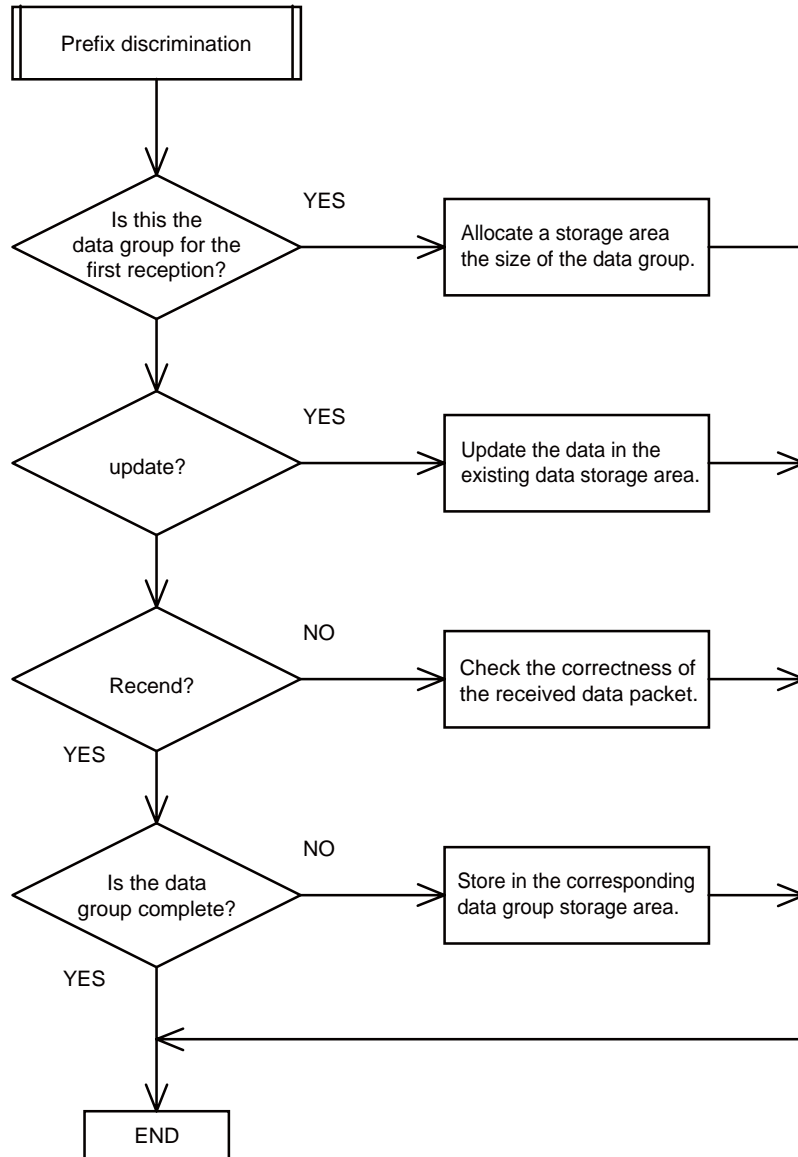 Prefix discrimination
Is this the
data group for the
first reception?
YES
Allocate a storage area
the size of the data group.
update?
YES
Update the data in the
existing data storage area.
Recend?
NO
Check the correctness of
the received data packet.
YES
Is the data
group complete?
NO
Store in the corresponding
data group storage area.
YES
END